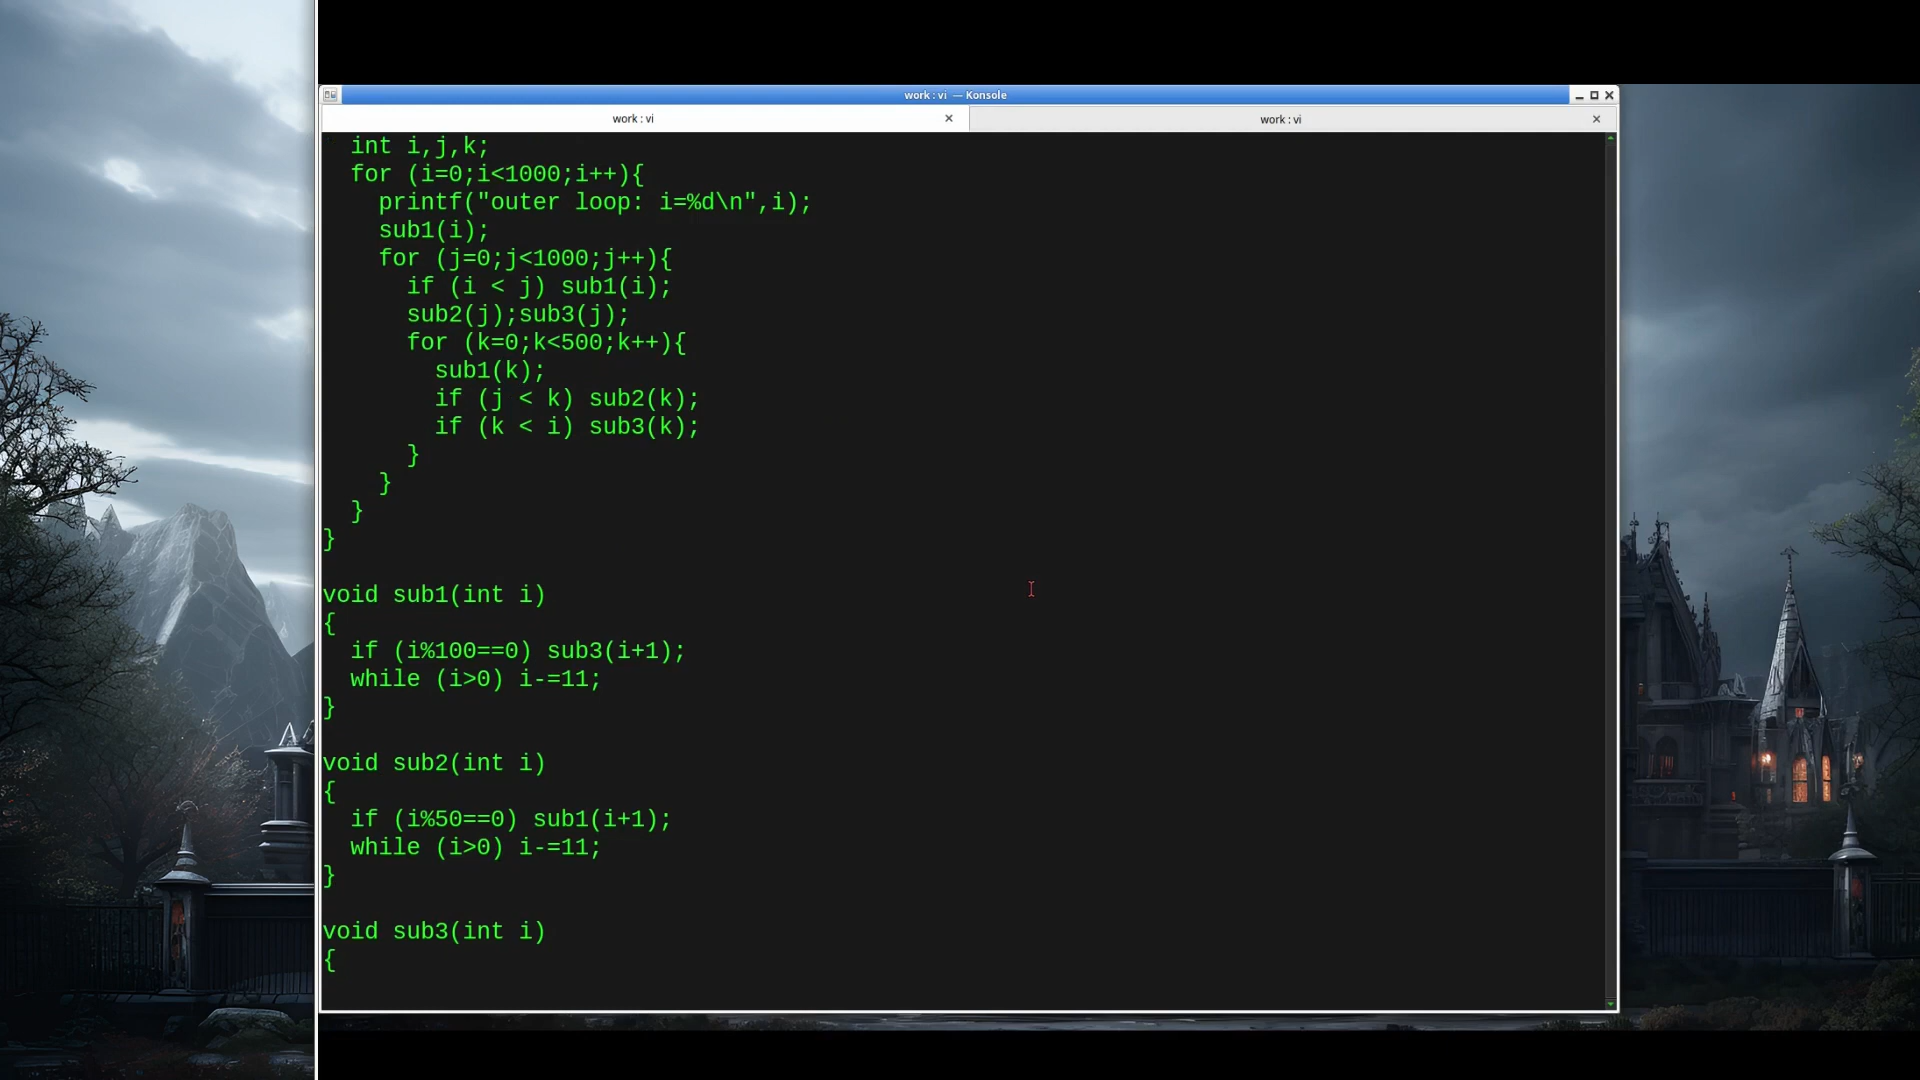 work : vi — Konsole
work : vi
work : vi
  int i,j,k;
  for (i=0;i<1000;i++){
    printf("outer loop: i=%d\n",i);
    sub1(i);
    for (j=0;j<1000;j++){
      if (i < j) sub1(i);
      sub2(j);sub3(j);
      for (k=0;k<500;k++){
        sub1(k);
        if (j < k) sub2(k);
        if (k < i) sub3(k);
      }
    }
  }
}

void sub1(int i)
{
  if (i%100==0) sub3(i+1);
  while (i>0) i-=11;
}

void sub2(int i)
{
  if (i%50==0) sub1(i+1);
  while (i>0) i-=11;
}

void sub3(int i)
{